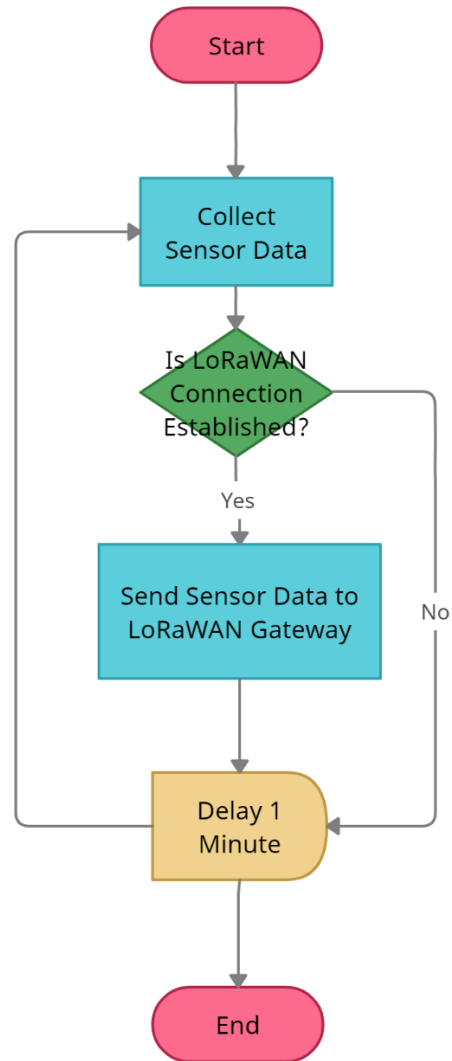 Start
Collect
Sensor Data
Is LoRaWAN
Connection
Established?
Yes
Send Sensor Data to
LoRaWAN Gateway
No
Delay 1
Minute
End